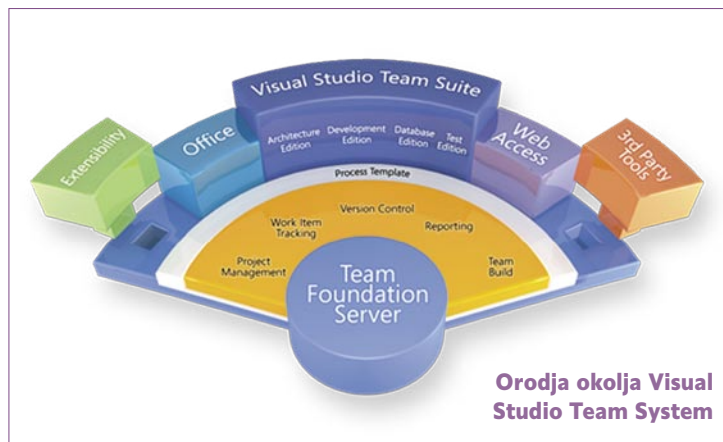 Visual Studio Team Suite
Architecture
Edition
Development
Edition
Database
Edition
Test
Edition
Extensibility
Office
Web
Access
3rd Party
Tools
Process Template
Version Control
Work Item
Tracking
Reporting
Project
Management
Team
Build
Team
Foundation
Server
Orodja okolja Visual
Studio Team System